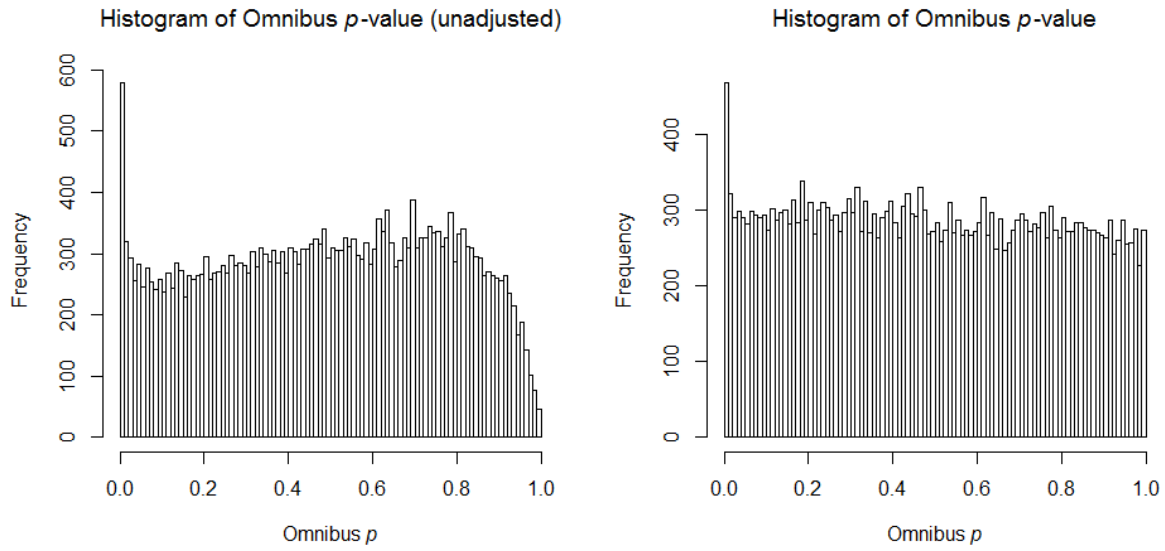 Histogram of Omnibus p-value (unadjusted)
Frequency
600
500
400
300
200
100
0
0.0 0.2 0.4 0.6 0.8 1.0
Omnibus p
Histogram of Omnibus p-value
Frequency
400
300
200
100
0
0.0 0.2 0.4 0.6 0.8 1.0
Omnibus p